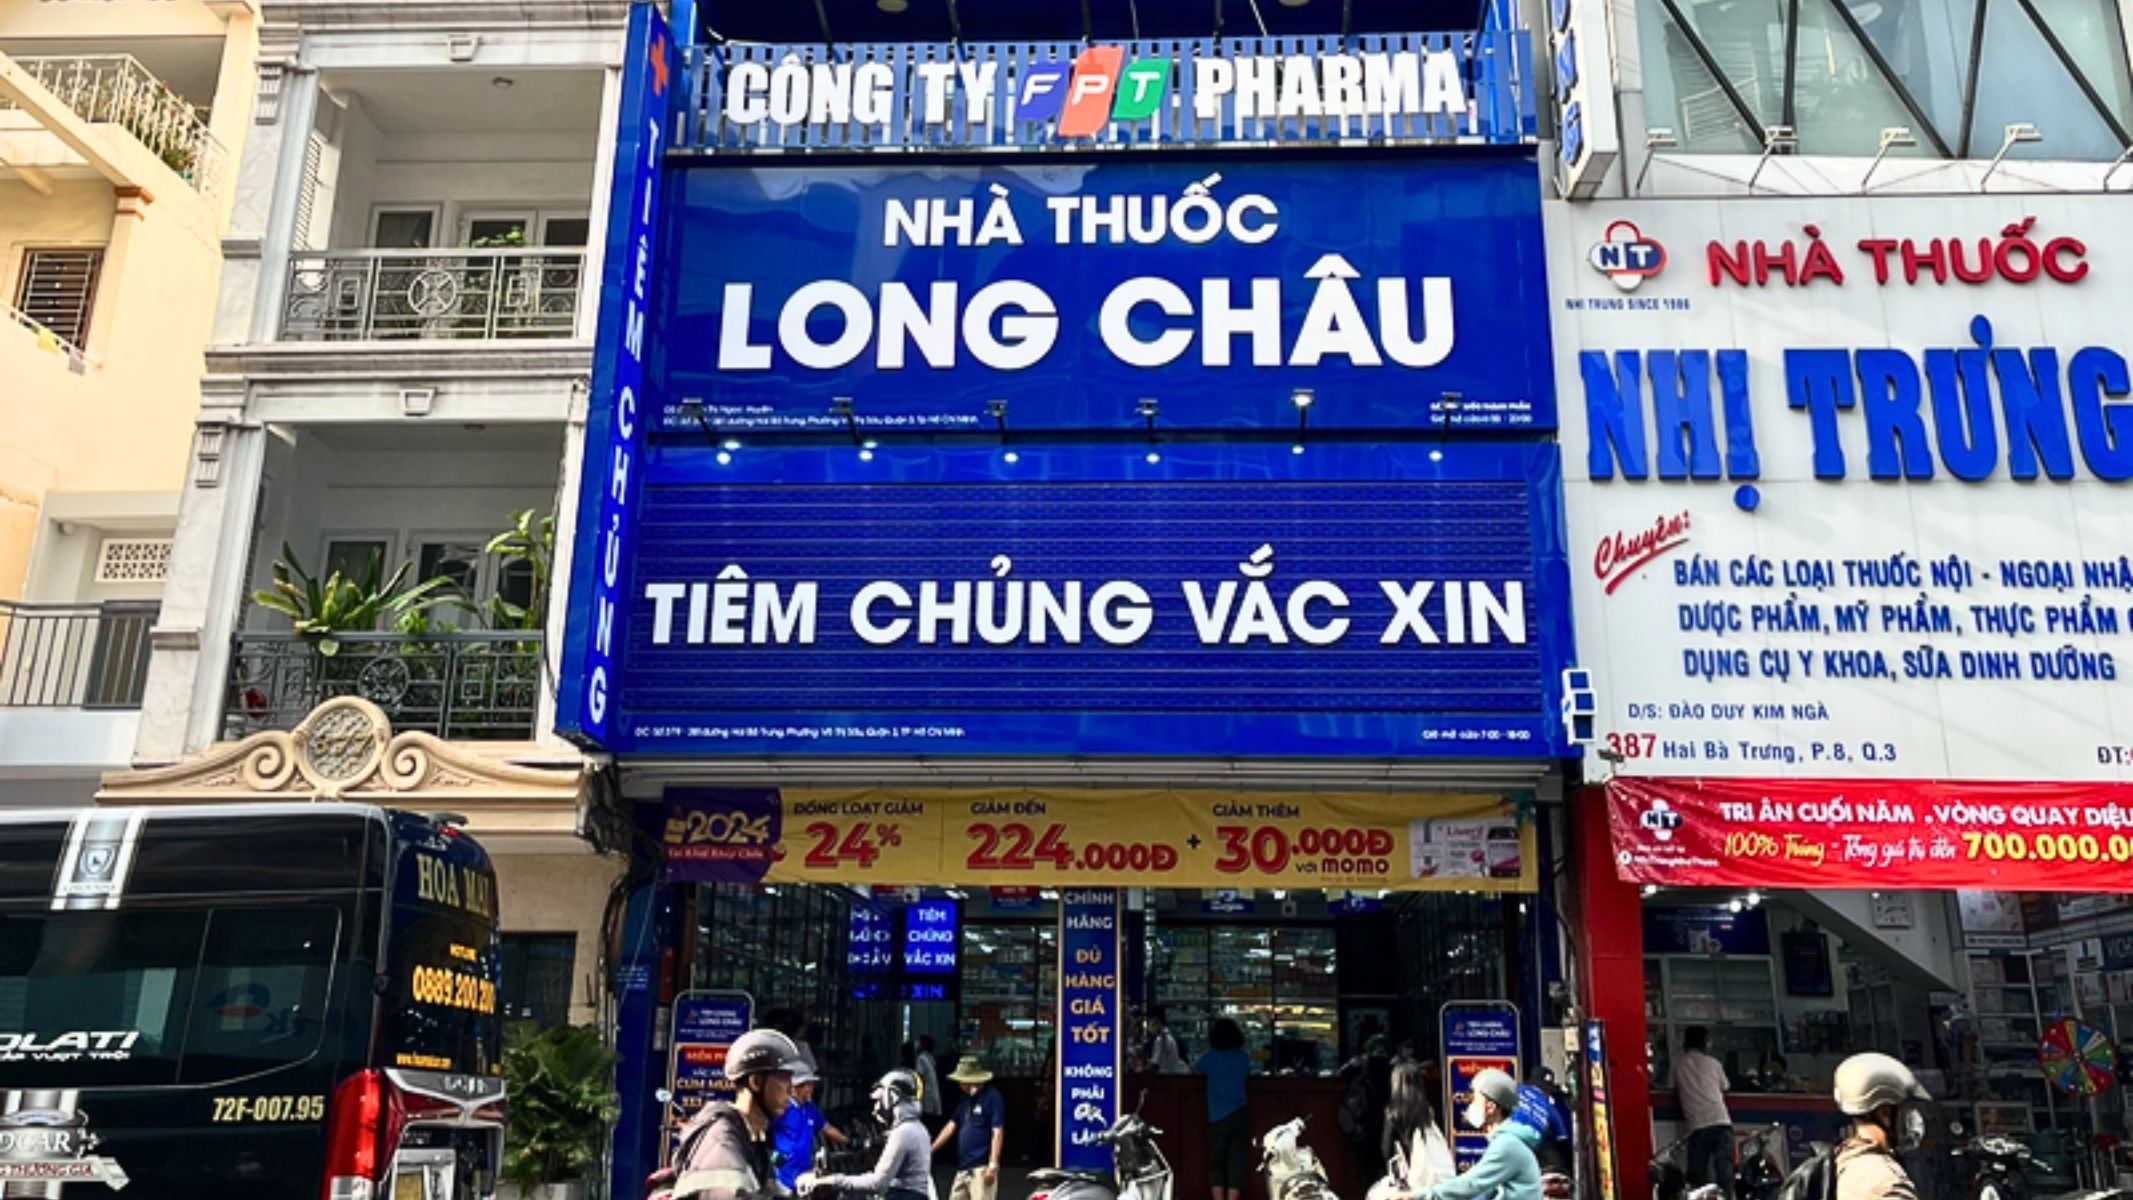 CÔNG TY FPT PHARMA
NHÀ THUỐC
LONG CHÂU
TIÊM CHỦNG
TIÊM CHỦNG VẮC XIN
2024
ĐỒNG LOẠT GIẢM
24%
GIẢM ĐẾN
224.000Đ
+
GIẢM THÊM
30.000Đ
với MOMO
TIÊM
CHỦNG
VẮC XIN
CHÍNH
HÃNG
ĐỦ
HÀNG
GIÁ
TỐT
KHÔNG
PHẢI
LONG CHÂU
NT
NHÀ THUỐC
NHI TRUNG SINCE 1986
NHỊ TRƯNG
Chuyên:
BÁN CÁC LOẠI THUỐC NỘI - NGOẠI
DƯỢC PHẨM, MỸ PHẨM, THỰC PHẨM
DỤNG CỤ Y KHOA, SỮA DINH DƯỠNG
D/S: ĐÀO DUY KIM NGÀ
387 Hai Bà Trưng, P.8, Q.3
ĐT:
TRI ÂN CUỐI NĂM . VÒNG QUAY
100% Trúng - Tổng giá trị đến 700.000.00
377
HOA MAI
HOTLINE
0889.200.200
72F-007.95